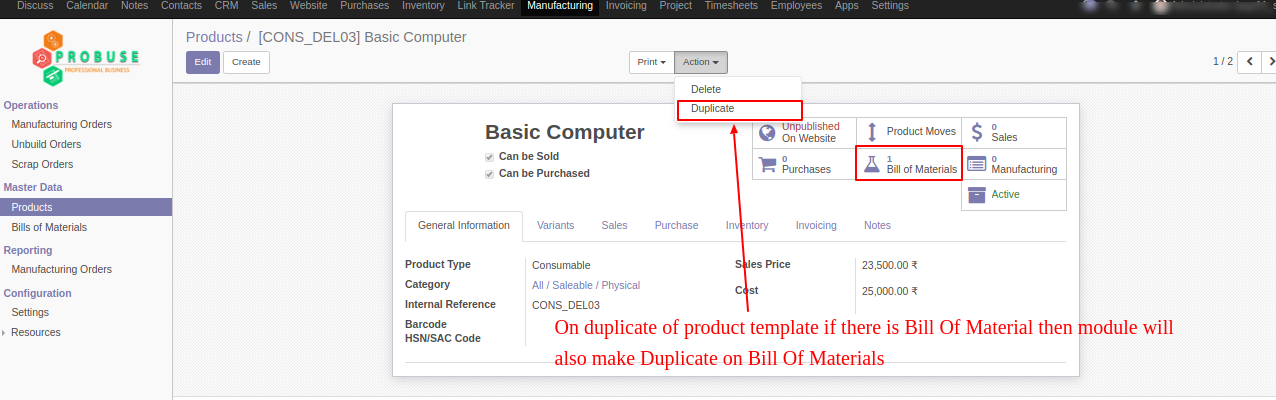 Discuss Calendar Notes Contacts CRM Sales Website Purchases Inventory Link Tracker Manufacturing Invoicing Project Timesheets Employees Apps Settings
PROBUSE
PROFESSIONAL BUSINESS
Products / [CONS_DEL03] Basic Computer
Edit Create Print Action 1 / 2
Delete
Duplicate
Operations
Manufacturing Orders
Unbuild Orders
Scrap Orders
Master Data
Products
Bills of Materials
Reporting
Manufacturing Orders
Configuration
Settings
Resources
Unpublished
On Website
Product Moves
0
Sales
0
Purchases
1
Bill of Materials
0
Manufacturing
Active
Basic Computer
Can be Sold
Can be Purchased
General Information Variants Sales Purchase Inventory Invoicing Notes
Product Type Consumable
Category All / Saleable / Physical
Internal Reference CONS_DEL03
Barcode
HSN/SAC Code
Sales Price 23,500.00 ₹
Cost 25,000.00 ₹
On duplicate of product template if there is Bill Of Material then module will
also make Duplicate on Bill Of Materials